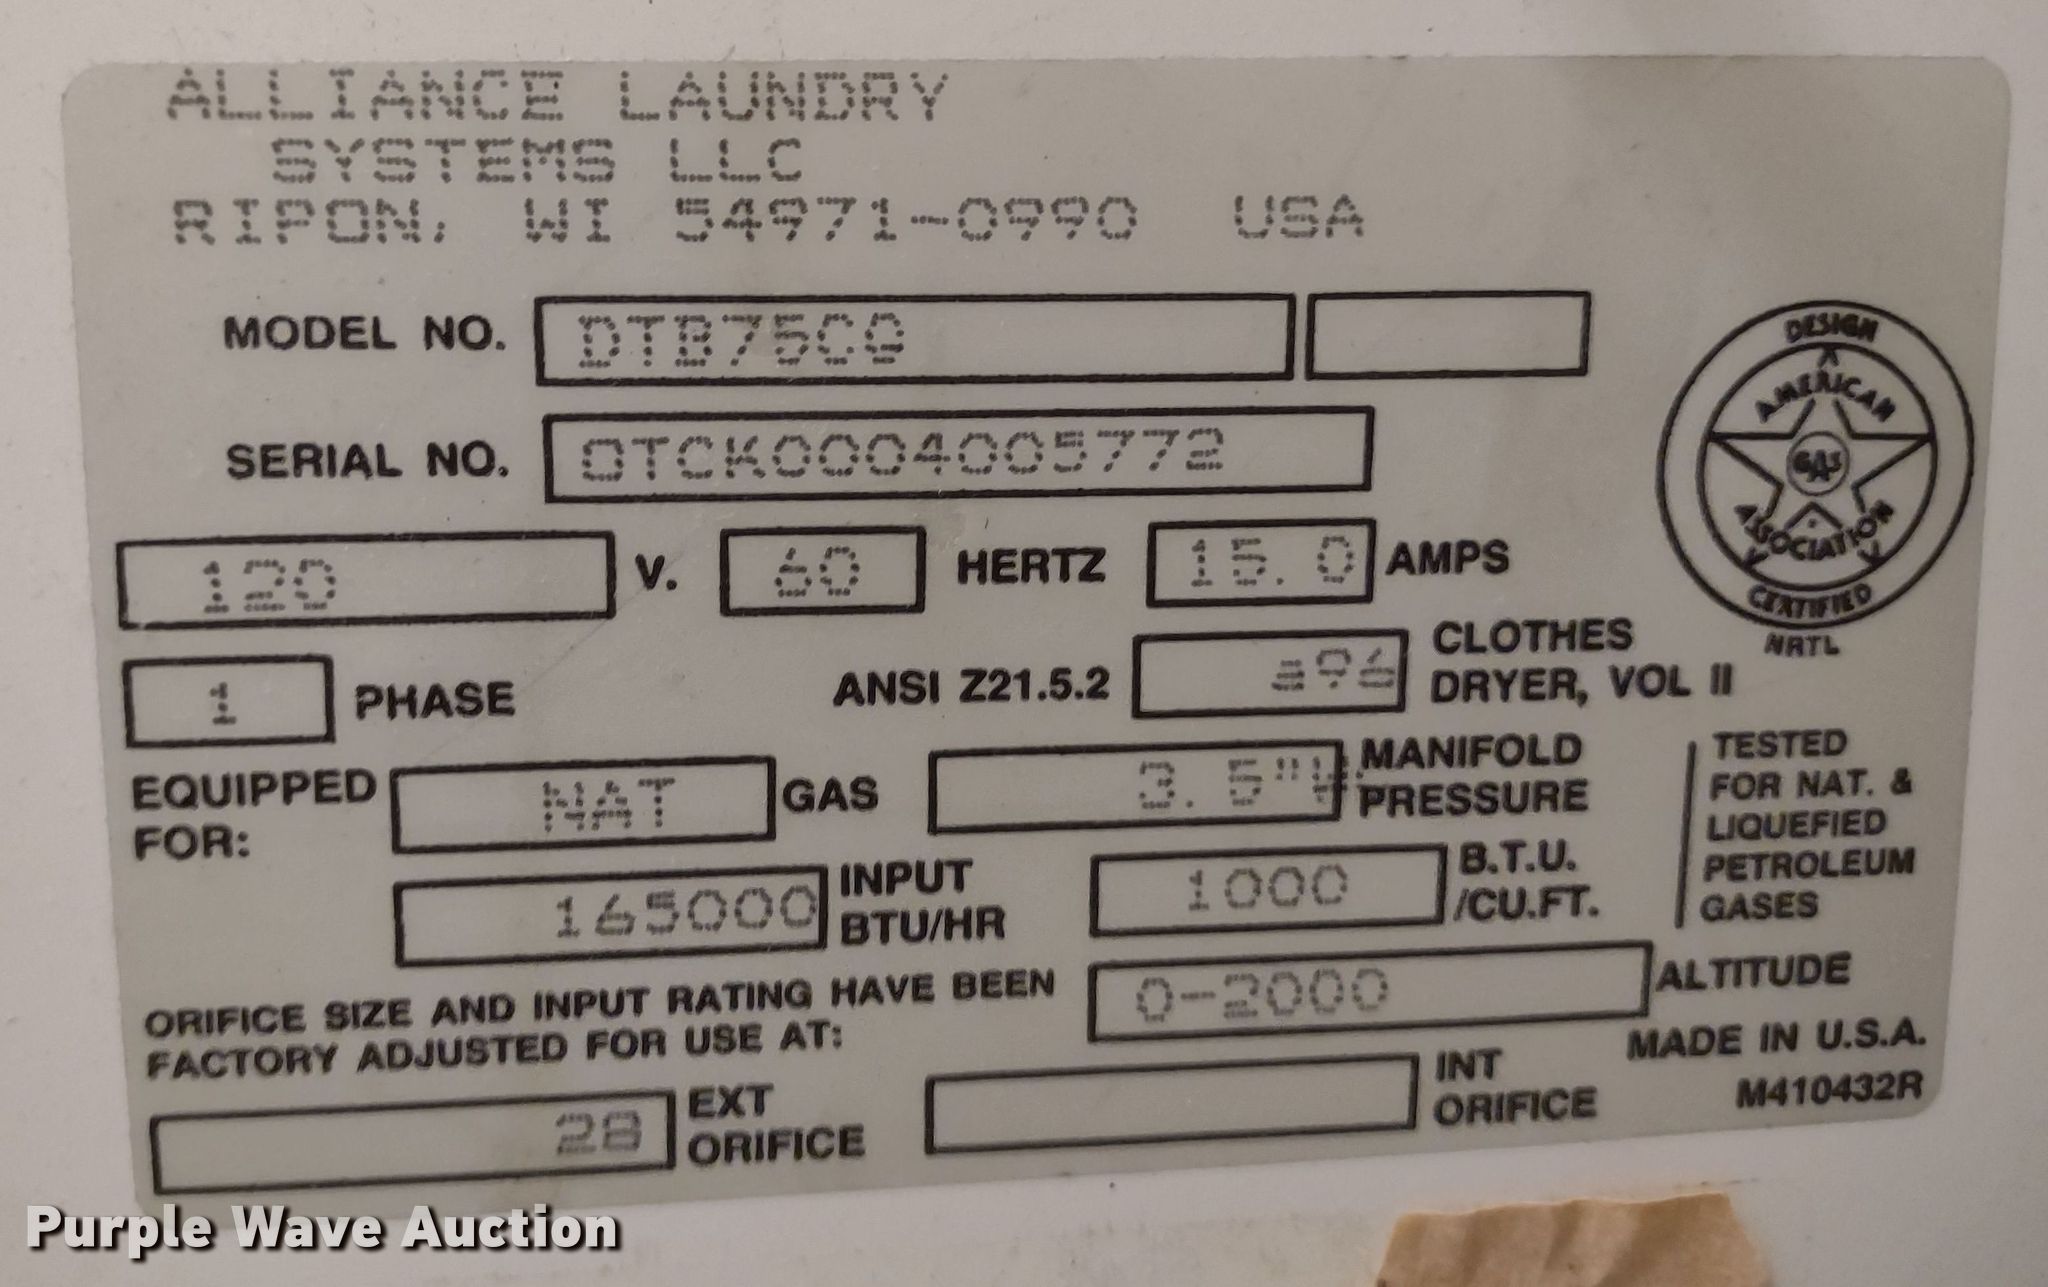 ALLIANCE LAUNDRY
SYSTEMS LLC
RIPON, WI 54971-0990 USA
MODEL NO. DTB75CG
SERIAL NO. OTCK0004005772
120 V. 60 HERTZ 15.0 AMPS
1 PHASE ANSI Z21.5.2 CLOTHES DRYER, VOL II
EQUIPPED FOR: NAT GAS 3.5"W. MANIFOLD PRESSURE
165000 INPUT BTU/HR 1000 B.T.U. /CU.FT.
TESTED
FOR NAT. &
LIQUEFIED
PETROLEUM
GASES
ORIFICE SIZE AND INPUT RATING HAVE BEEN
FACTORY ADJUSTED FOR USE AT: 0-2000 ALTITUDE
28 EXT ORIFICE INT ORIFICE
MADE IN U.S.A.
M410432R
DESIGN
AMERICAN
GAS
ASSOCIATION
CERTIFIED
NRTL
Purple Wave Auction